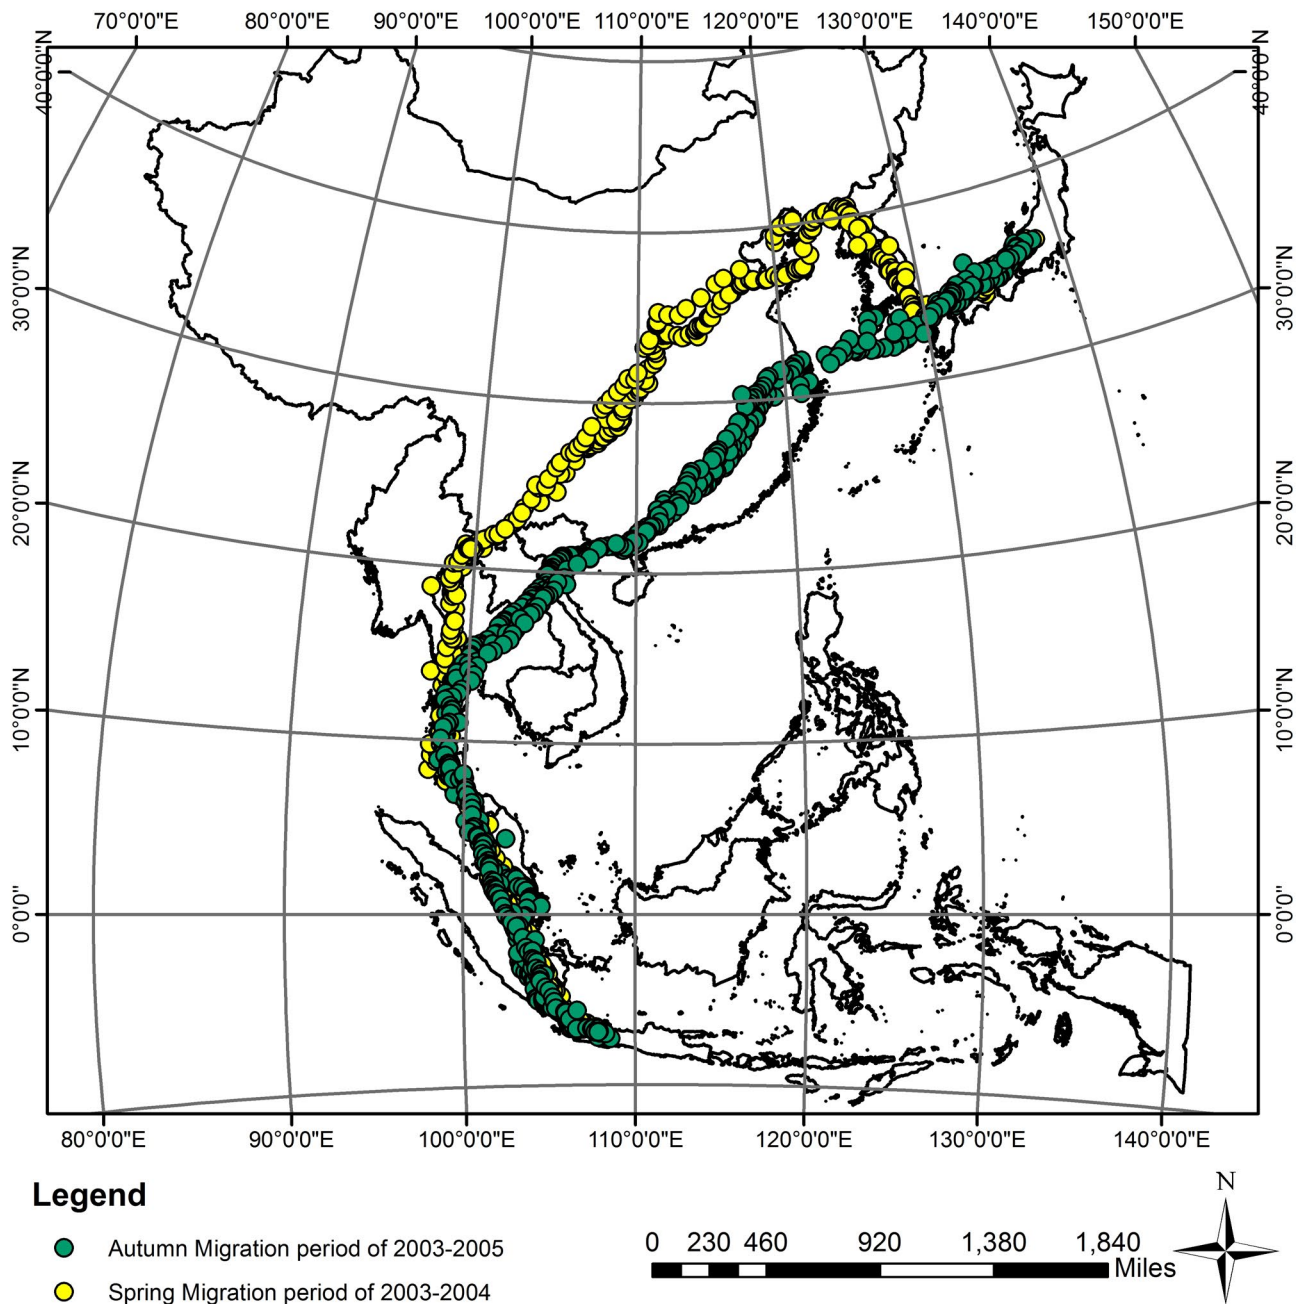 70°0'0"E 80°0'0"E 90°0'0"E 100°0'0"E 110°0'0"E 120°0'0"E 130°0'0"E 140°0'0"E 150°0'0"E
40°0'0"N 40°0'0"N
30°0'0"N 30°0'0"N
20°0'0"N 20°0'0"N
10°0'0"N 10°0'0"N
0°0'0" 0°0'0"
80°0'0"E 90°0'0"E 100°0'0"E 110°0'0"E 120°0'0"E 130°0'0"E 140°0'0"E
Legend
N
Autumn Migration period of 2003-2005
0 230 460 920 1,380 1,840
Miles
Spring Migration period of 2003-2004